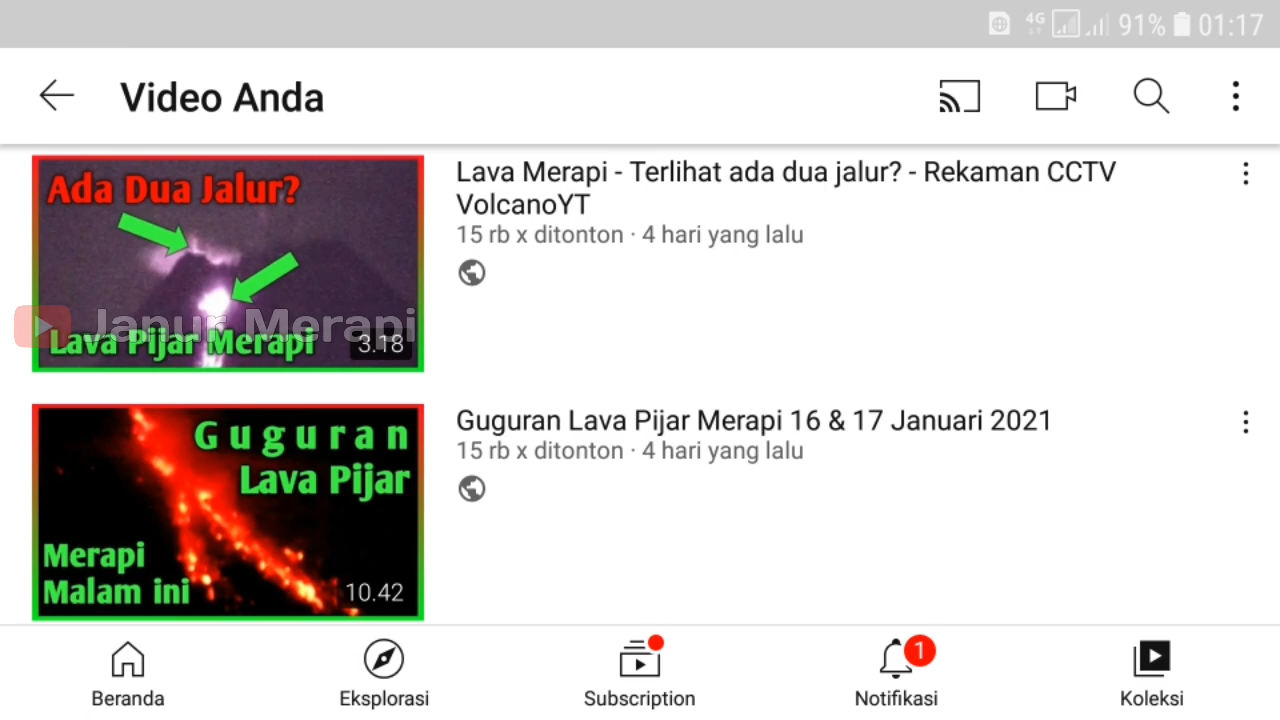 4G
91%
01:17
Video Anda
Ada Dua Jalur?
Lava Pijar Merapi
3.18
Janur Merapi
Lava Merapi - Terlihat ada dua jalur? - Rekaman CCTV
VolcanoYT
15 rb x ditonton · 4 hari yang lalu
Guguran
Lava Pijar
Merapi
Malam ini
10.42
Guguran Lava Pijar Merapi 16 & 17 Januari 2021
15 rb x ditonton · 4 hari yang lalu
Beranda
Eksplorasi
Subscription
1
Notifikasi
Koleksi